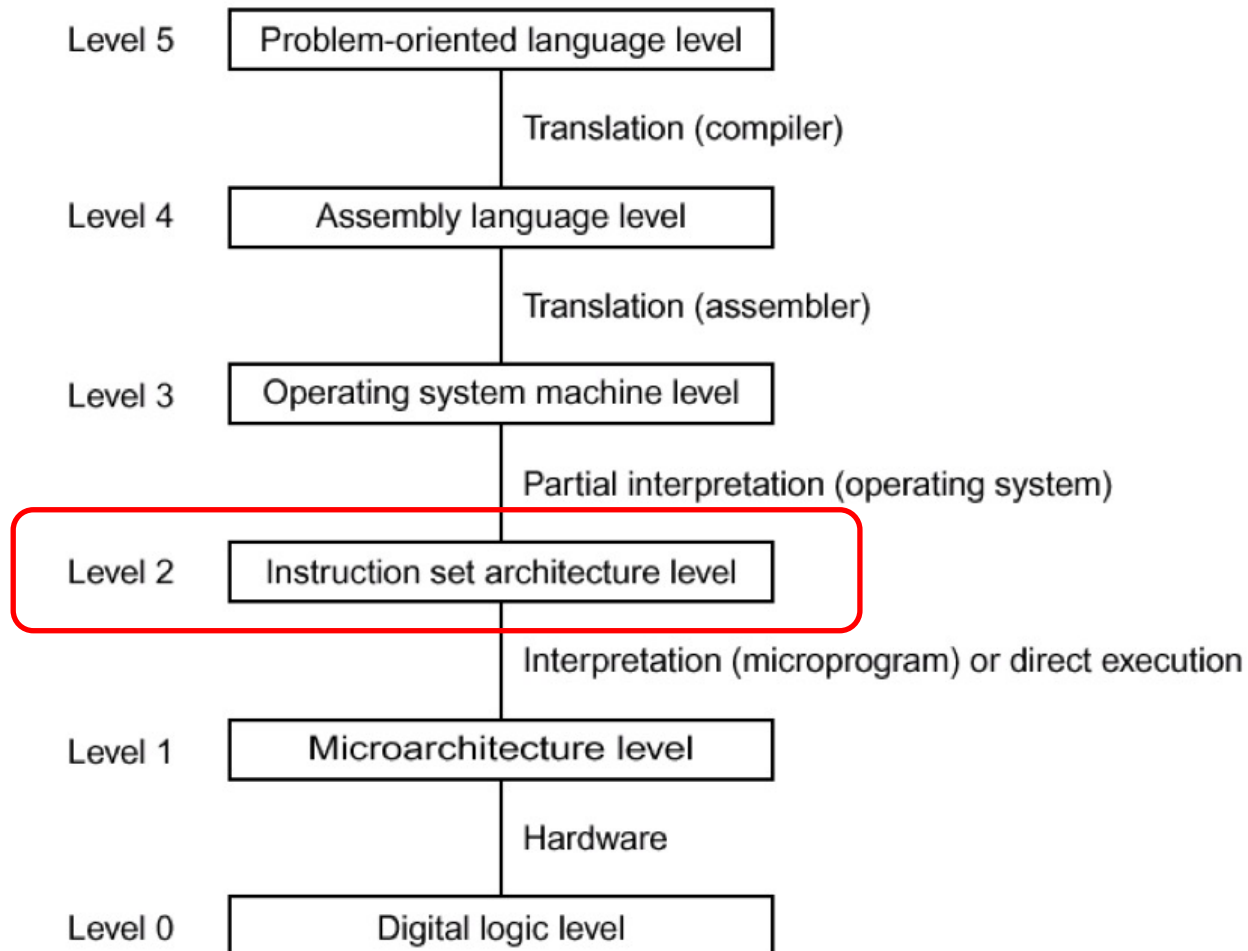 Level 5 Problem-oriented language level
Translation (compiler)
Level 4 Assembly language level
Translation (assembler)
Level 3 Operating system machine level
Partial interpretation (operating system)
Level 2 Instruction set architecture level
Interpretation (microprogram) or direct execution
Level 1 Microarchitecture level
Hardware
Level 0 Digital logic level